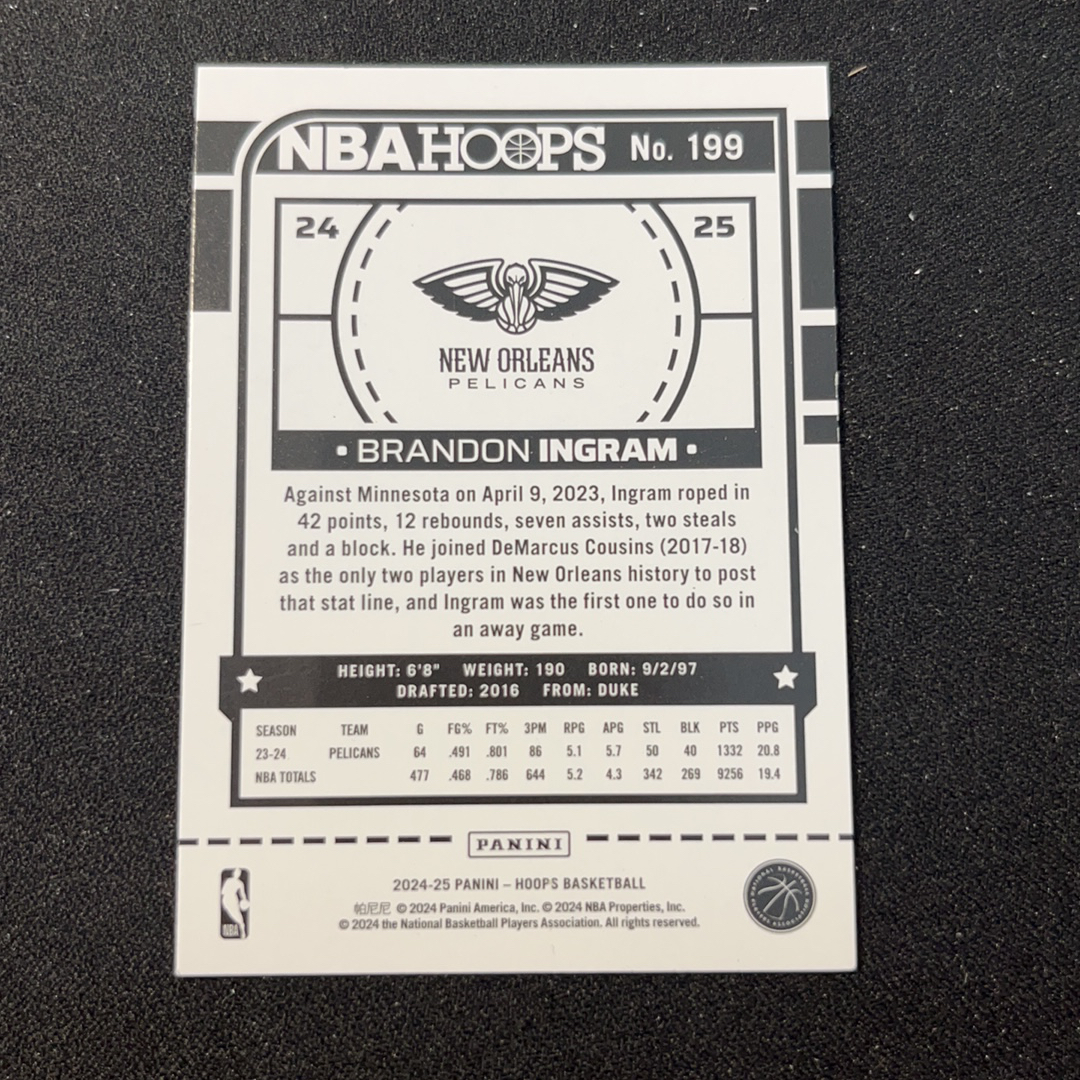 NBA HOOPS No. 199
24 25
NEW ORLEANS
PELICANS
• BRANDON INGRAM •
Against Minnesota on April 9, 2023, Ingram roped in
42 points, 12 rebounds, seven assists, two steals
and a block. He joined DeMarcus Cousins (2017-18)
as the only two players in New Orleans history to post
that stat line, and Ingram was the first one to do so in
an away game.
HEIGHT: 6'8" WEIGHT: 190 BORN: 9/2/97
DRAFTED: 2016 FROM: DUKE
SEASON TEAM G FG% FT% 3PM RPG APG STL BLK PTS PPG
23-24 PELICANS 64 .491 .801 86 5.1 5.7 50 40 1332 20.8
NBA TOTALS 477 .468 .786 644 5.2 4.3 342 269 9256 19.4
PANINI
2024-25 PANINI – HOOPS BASKETBALL
帕尼尼 © 2024 Panini America, Inc. © 2024 NBA Properties, Inc.
© 2024 the National Basketball Players Association. All rights reserved.
NBA
NATIONAL BASKETBALL PLAYERS ASSOCIATION